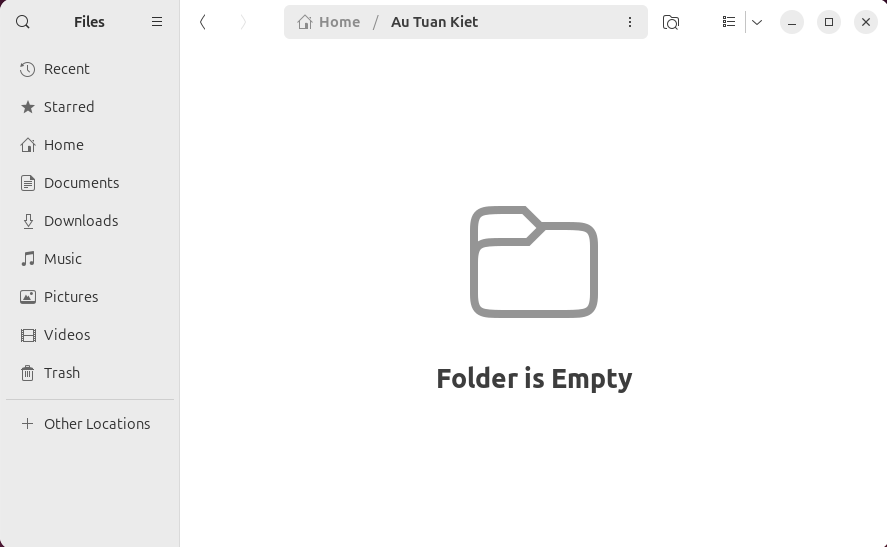 Files
Home / Au Tuan Kiet
Recent
Starred
Home
Documents
Downloads
Music
Pictures
Videos
Trash
Other Locations
Folder is Empty